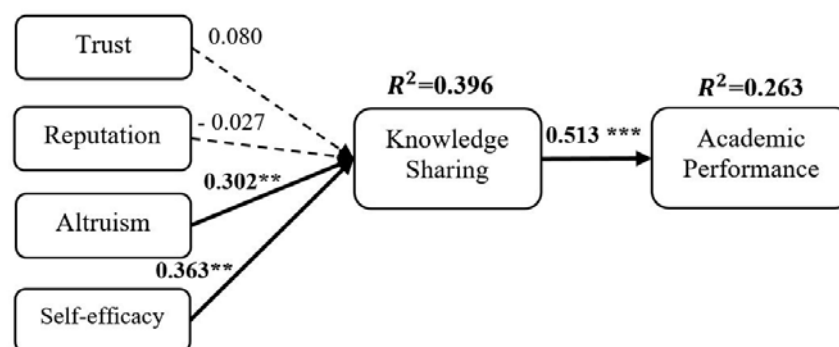 Trust
0.080
R²=0.396
R²=0.263
Reputation
- 0.027
Knowledge
Sharing
0.513 ***
Academic
Performance
0.302**
Altruism
0.363**
Self-efficacy